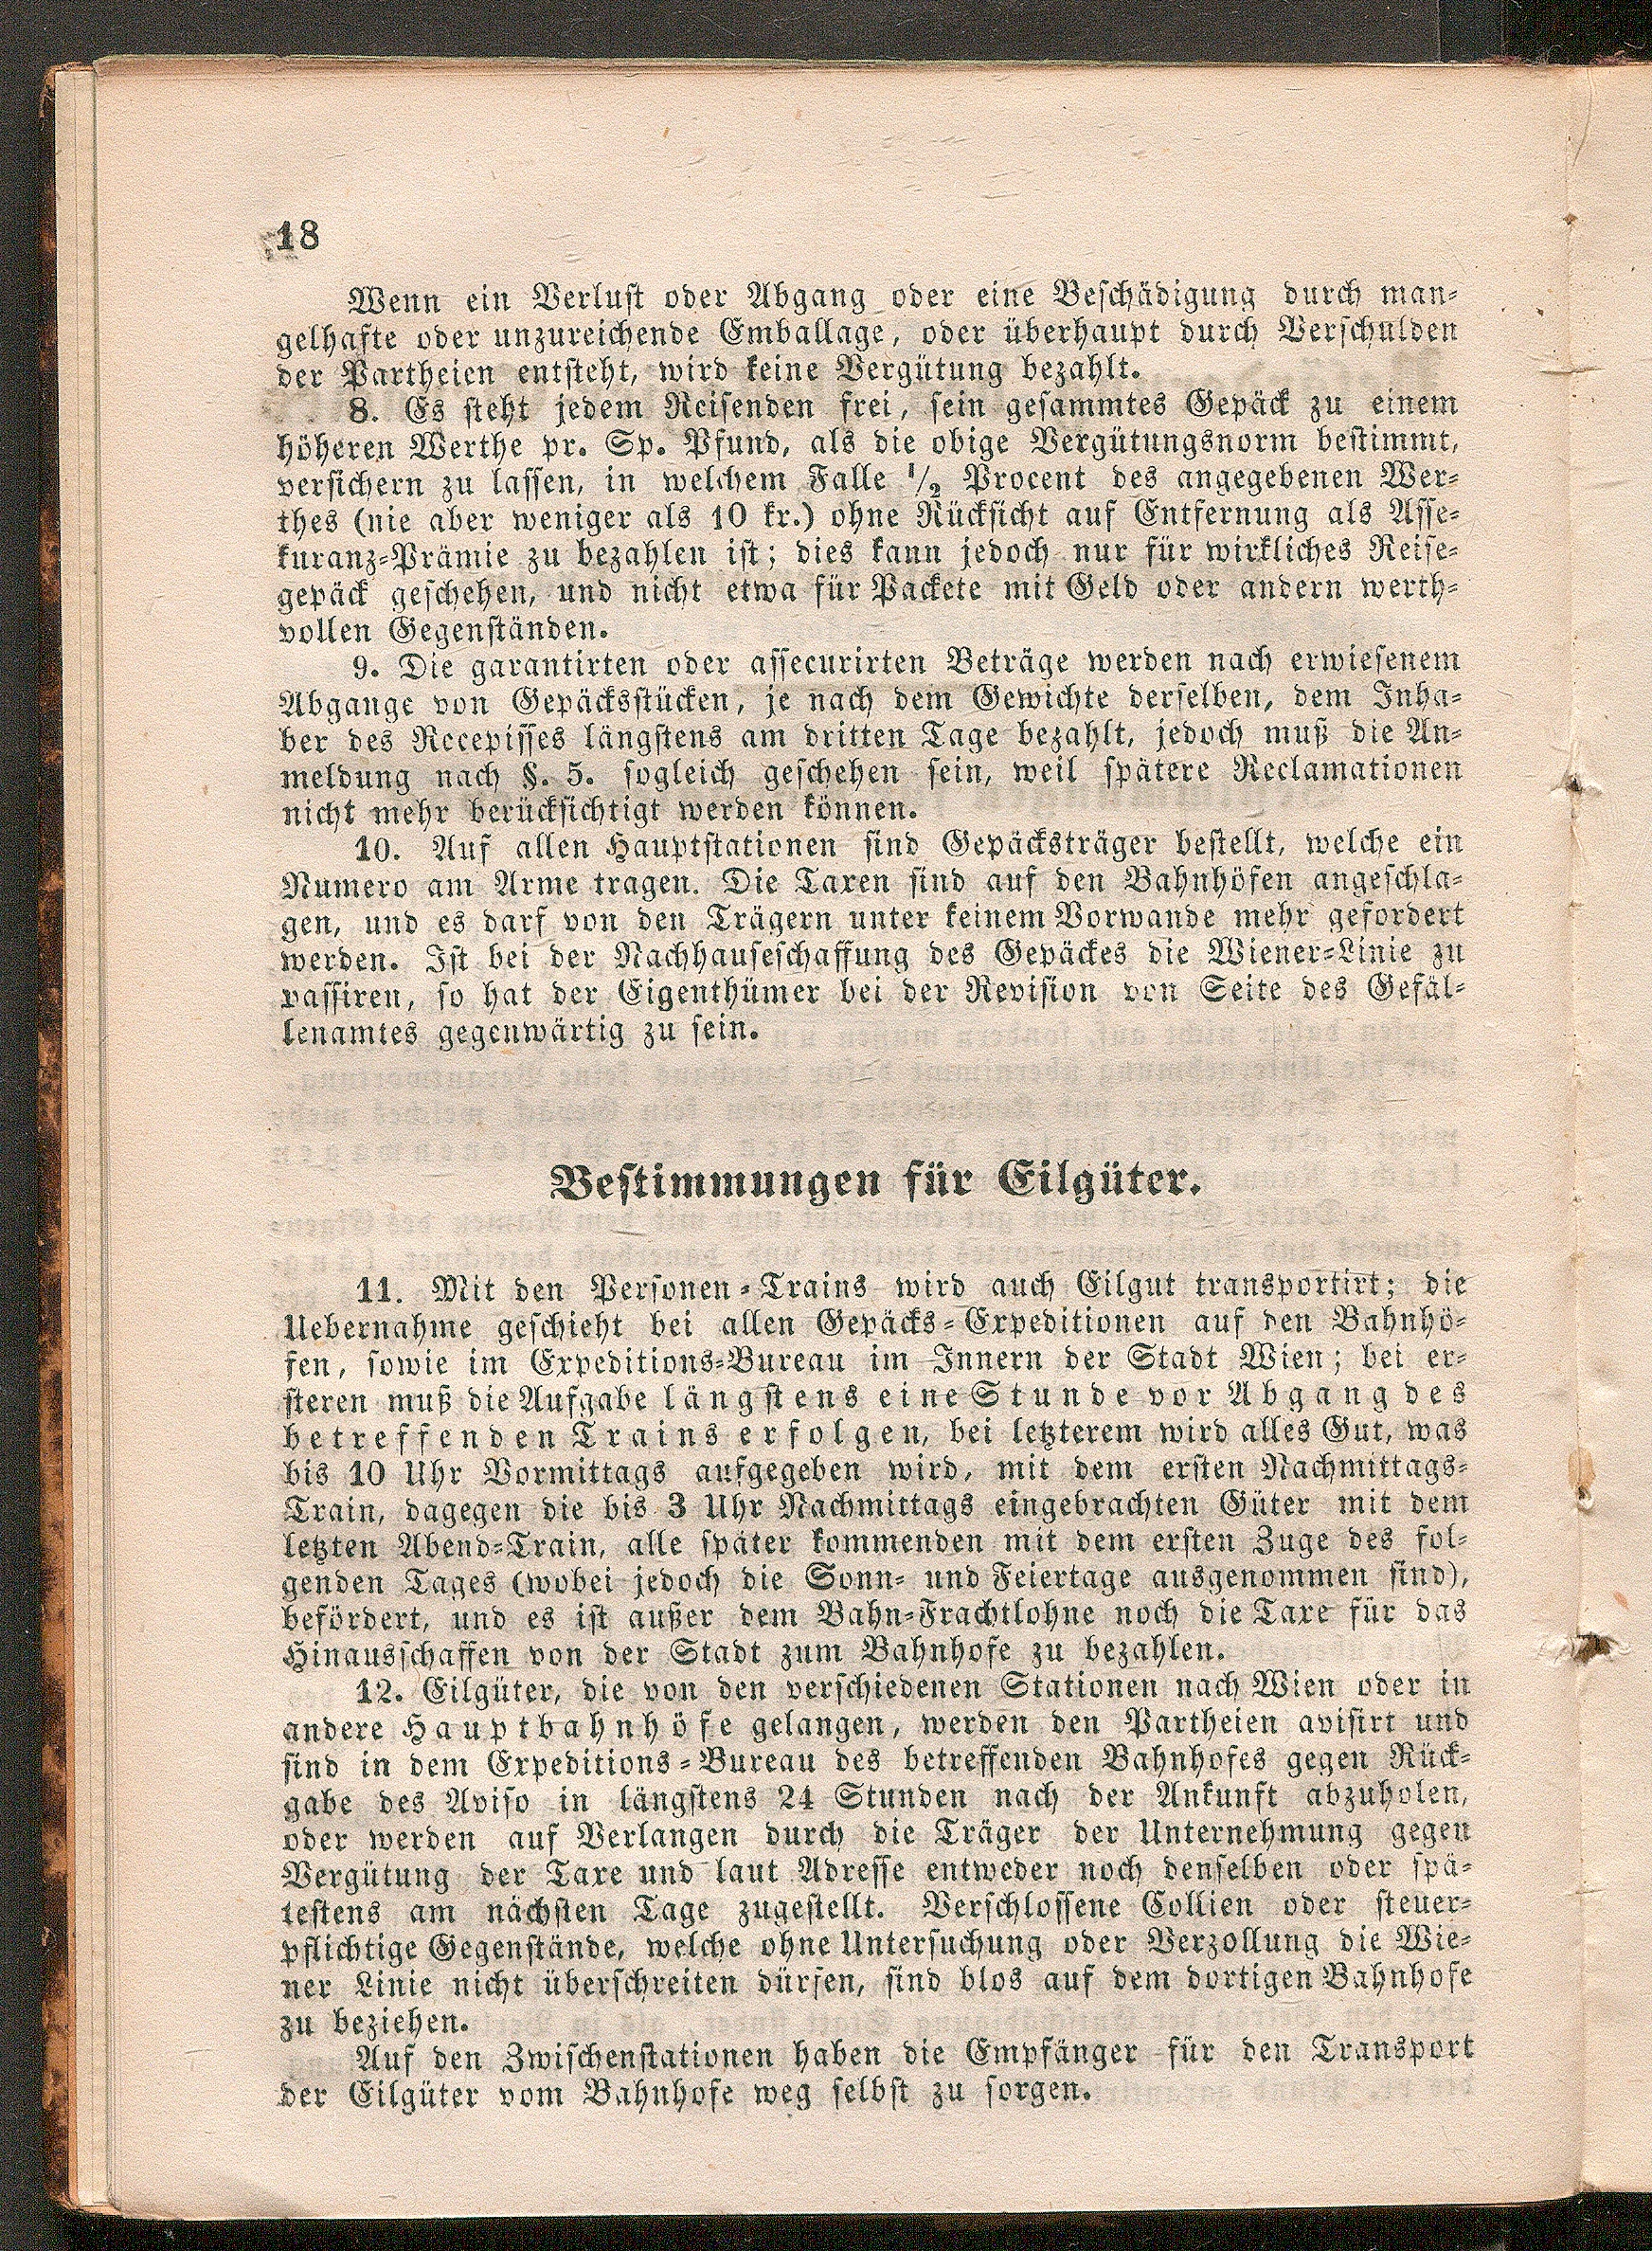 18
Wenn ein Verlust oder Abgang oder eine Beschädigung durch man-
gelhafte oder unzureichende Emballage, oder überhaupt durch Verschulden
der Partheien entsteht, wird keine Vergütung bezahlt.
8. Es steht jedem Reisenden frei, sein gesammtes Gepäck zu einem
höheren Werthe pr. Sp. Pfund, als die obige Vergütungsnorm bestimmt,
versichern zu lassen, in welchem Falle 1/2 Procent des angegebenen Wer-
thes (nie aber weniger als 10 kr.) ohne Rücksicht auf Entfernung als Asse-
kuranz-Prämie zu bezahlen ist; dies kann jedoch nur für wirkliches Reise-
gepäck geschehen, und nicht etwa für Packete mit Geld oder andern werth-
vollen Gegenständen.
9. Die garantirten oder assecurirten Beträge werden nach erwiesenem
Abgange von Gepäcksstücken, je nach dem Gewichte derselben, dem Inha-
ber des Recepisses längstens am dritten Tage bezahlt, jedoch muß die An-
meldung nach §. 5. sogleich geschehen sein, weil spätere Reclamationen
nicht mehr berücksichtigt werden können.
10. Auf allen Hauptstationen sind Gepäcksträger bestellt, welche ein
Numero am Arme tragen. Die Taxen sind auf den Bahnhöfen angeschla-
gen, und es darf von den Trägern unter keinem Vorwande mehr gefordert
werden. Ist bei der Nachhauseschaffung des Gepäckes die Wiener-Linie zu
passiren, so hat der Eigenthümer bei der Revision von Seite des Gefäl-
lenamtes gegenwärtig zu sein.
Bestimmungen für Eilgüter.
11. Mit den Personen-Trains wird auch Eilgut transportirt; die
Uebernahme geschieht bei allen Gepäcks-Expeditionen auf den Bahnhö-
fen, sowie im Expeditions-Bureau im Innern der Stadt Wien; bei er-
steren muß die Aufgabe längstens eine Stunde vor Abgang des
betreffenden Trains erfolgen, bei letzterem wird alles Gut, was
bis 10 Uhr Vormittags aufgegeben wird, mit dem ersten Nachmittags-
Train, dagegen die bis 3 Uhr Nachmittags eingebrachten Güter mit dem
letzten Abend-Train, alle später kommenden mit dem ersten Zuge des fol-
genden Tages (wobei jedoch die Sonn- und Feiertage ausgenommen sind),
befördert, und es ist außer dem Bahn-Frachtlohne noch die Taxe für das
Hinausschaffen von der Stadt zum Bahnhofe zu bezahlen.
12. Eilgüter, die von den verschiedenen Stationen nach Wien oder in
andere Hauptbahnhöfe gelangen, werden den Partheien avisirt und
sind in dem Expeditions-Bureau des betreffenden Bahnhofes gegen Rück-
gabe des Aviso in längstens 24 Stunden nach der Ankunft abzuholen,
oder werden auf Verlangen durch die Träger der Unternehmung gegen
Vergütung der Taxe und laut Adresse entweder noch denselben oder spä-
testens am nächsten Tage zugestellt. Verschlossene Collien oder steuer-
pflichtige Gegenstände, welche ohne Untersuchung oder Verzollung die Wie-
ner Linie nicht überschreiten dürfen, sind blos auf dem dortigen Bahnhofe
zu beziehen.
Auf den Zwischenstationen haben die Empfänger für den Transport
der Eilgüter vom Bahnhofe weg selbst zu sorgen.